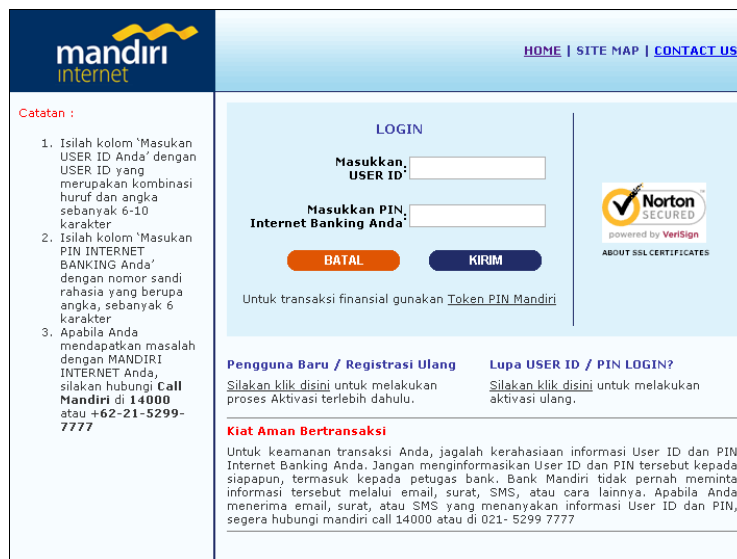 mandiri
internet
HOME | SITE MAP | CONTACT US
Catatan :
1. Isilah kolom ‘Masukan
USER ID Anda’ dengan
USER ID yang
merupakan kombinasi
huruf dan angka
sebanyak 6-10
karakter
2. Isilah kolom ‘Masukan
PIN INTERNET
BANKING Anda’
dengan nomor sandi
rahasia yang berupa
angka, sebanyak 6
karakter
3. Apabila Anda
mendapatkan masalah
dengan MANDIRI
INTERNET Anda,
silakan hubungi Call
Mandiri di 14000
atau +62-21-5299-
7777
LOGIN
Masukkan
USER ID:
Masukkan PIN
Internet Banking Anda:
BATAL
KIRIM
Untuk transaksi finansial gunakan Token PIN Mandiri
Norton
SECURED
powered by VeriSign
ABOUT SSL CERTIFICATES
Pengguna Baru / Registrasi Ulang
Silakan klik disini untuk melakukan
proses Aktivasi terlebih dahulu.
Lupa USER ID / PIN LOGIN?
Silakan klik disini untuk melakukan
aktivasi ulang.
Kiat Aman Bertransaksi
Untuk keamanan transaksi Anda, jagalah kerahasiaan informasi User ID dan PIN
Internet Banking Anda. Jangan menginformasikan User ID dan PIN tersebut kepada
siapapun, termasuk kepada petugas bank. Bank Mandiri tidak pernah meminta
informasi tersebut melalui email, surat, SMS, atau cara lainnya. Apabila Anda
menerima email, surat, atau SMS yang menanyakan informasi User ID dan PIN,
segera hubungi mandiri call 14000 atau di 021- 5299 7777